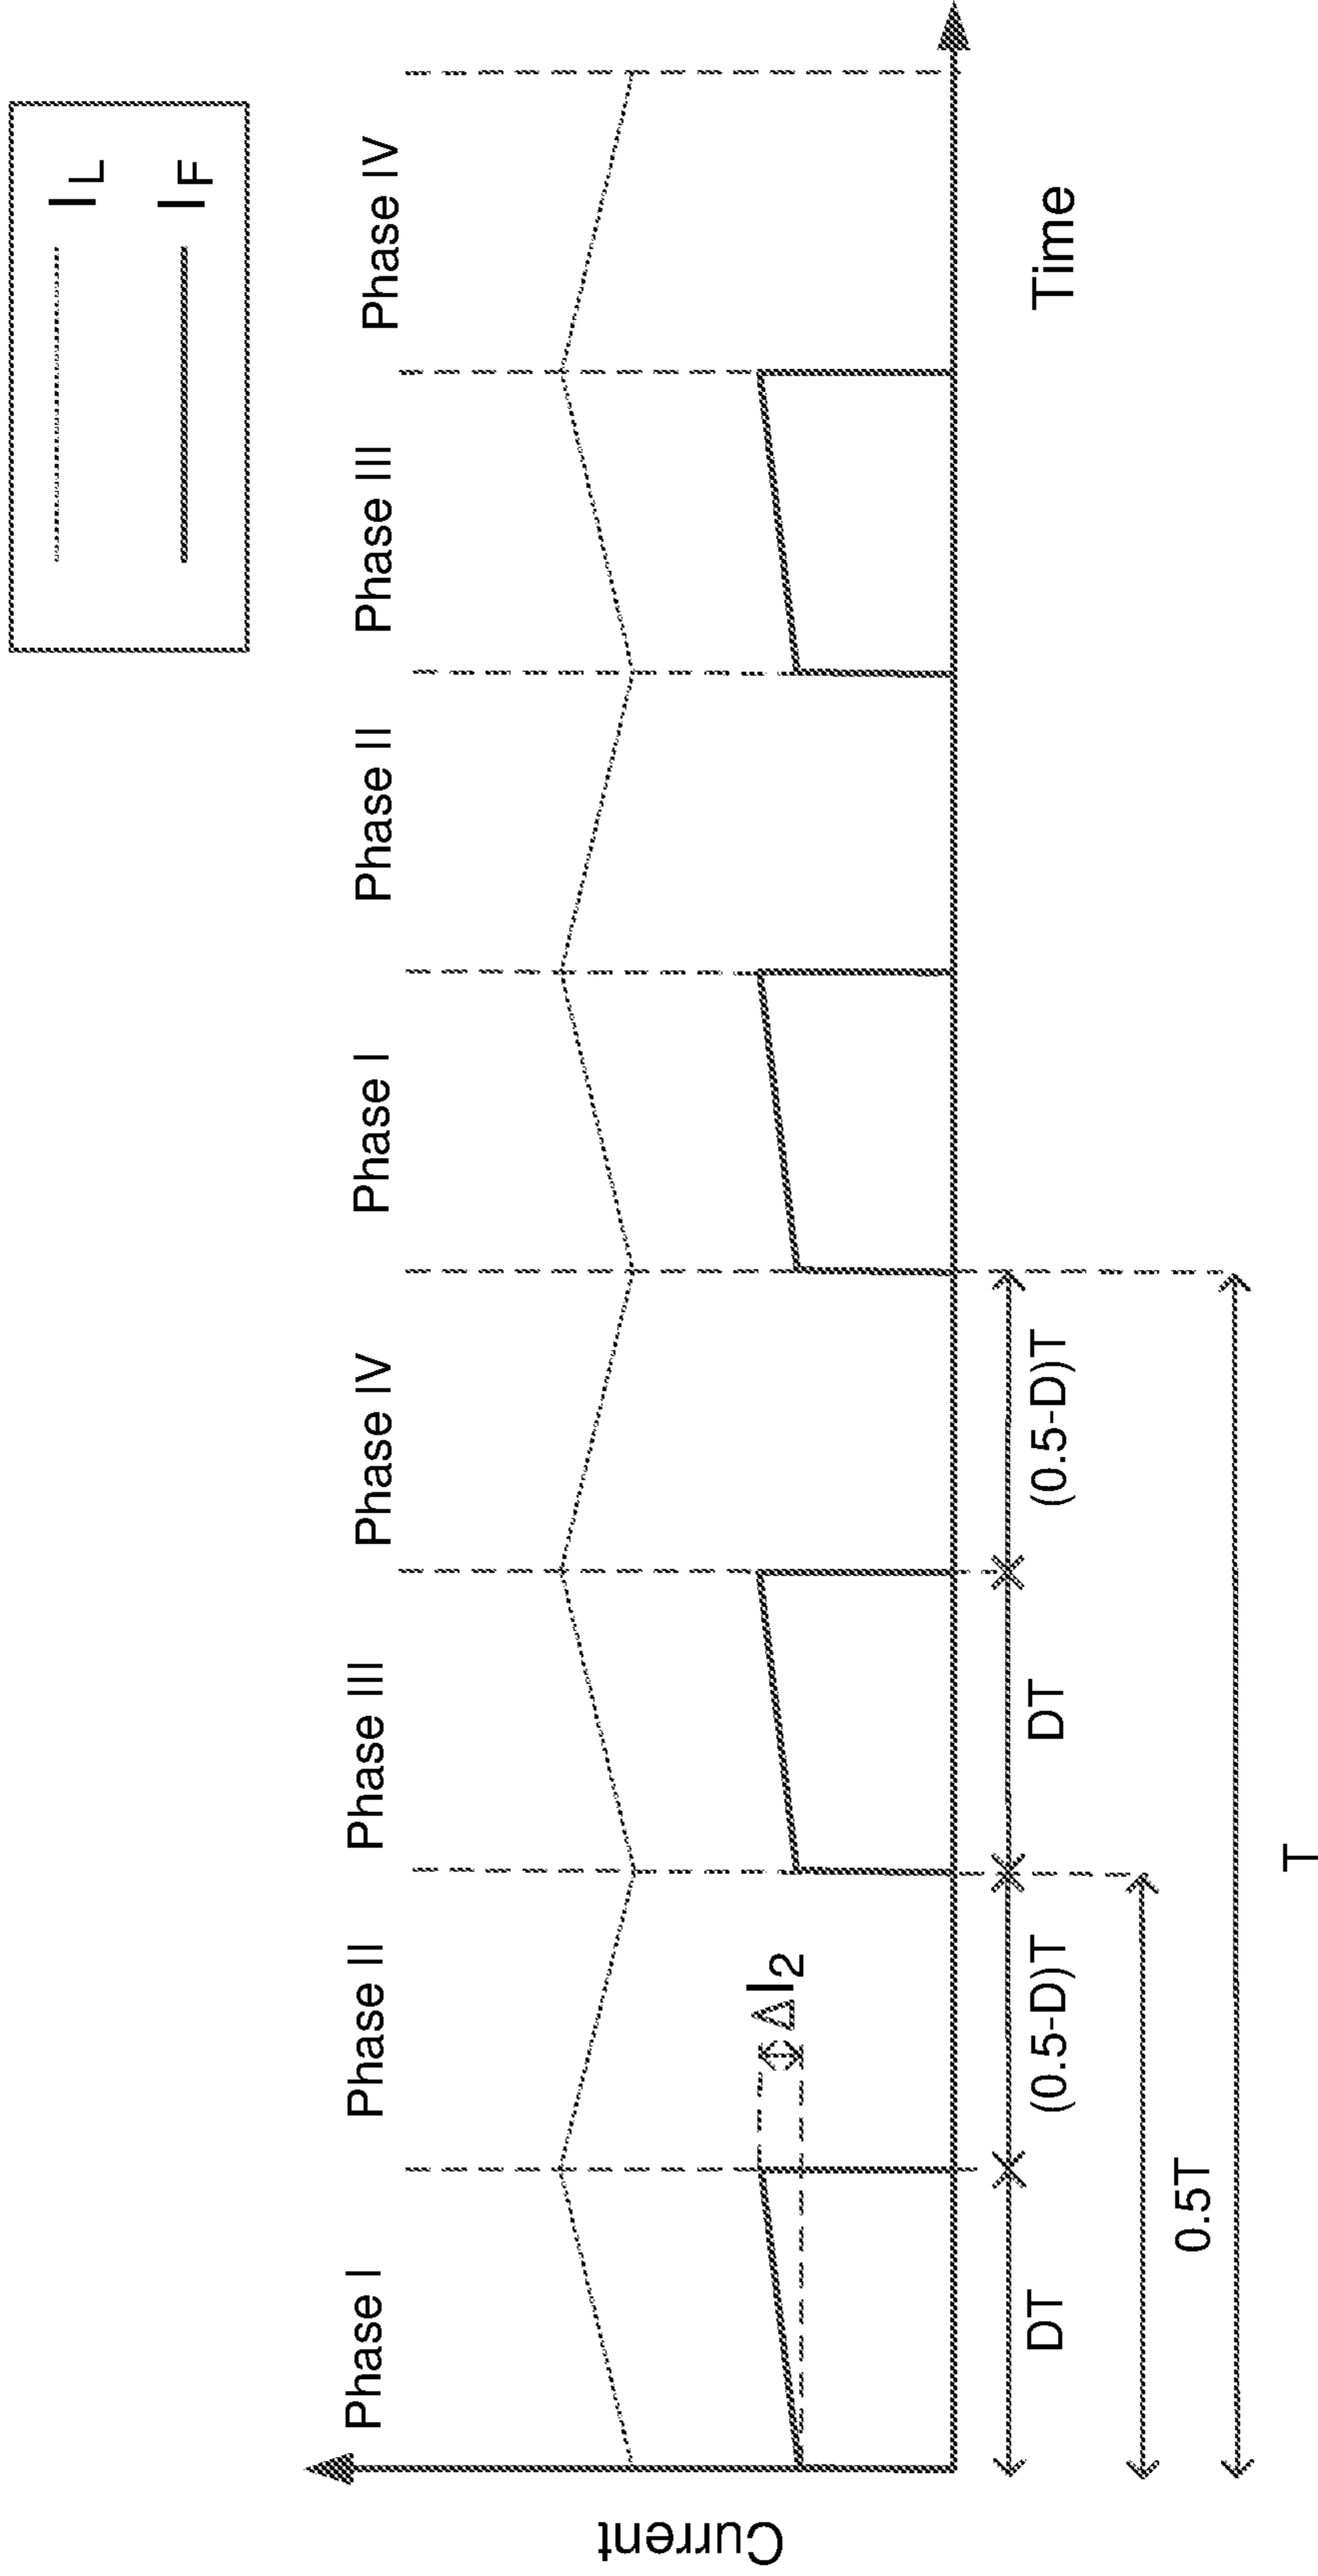 I_L
I_F
Phase I
Phase II
Phase III
Phase IV
Phase I
Phase II
Phase III
Phase IV
Current
ΔI₂
Time
DT
(0.5-D)T
DT
(0.5-D)T
0.5T
T